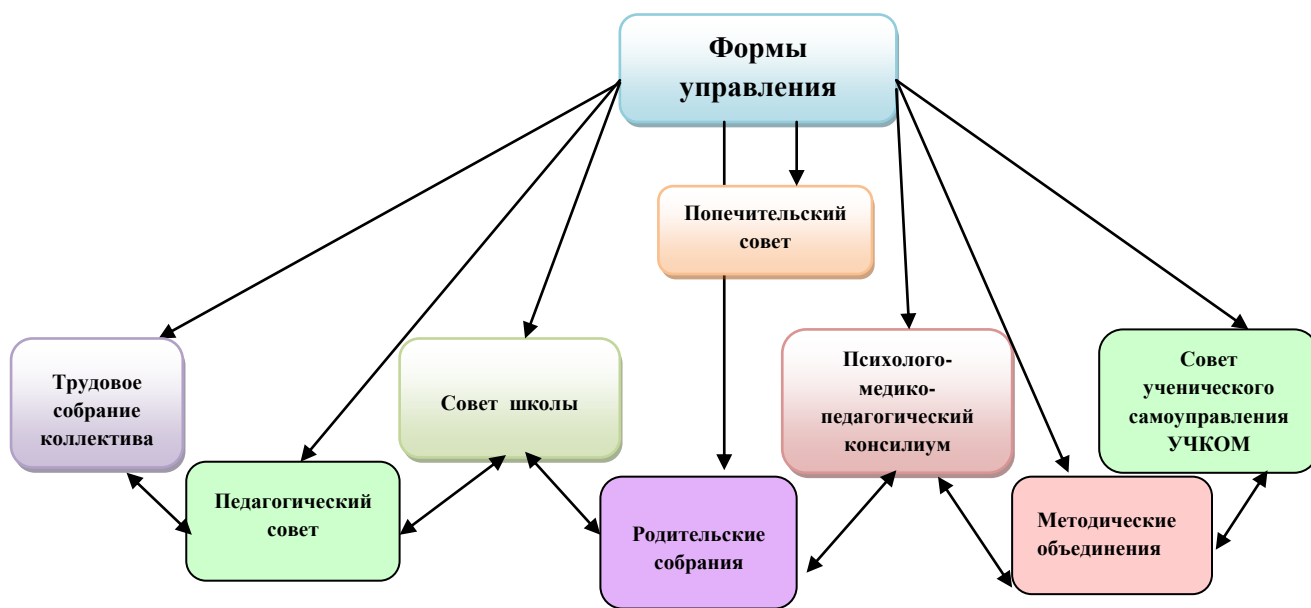 Формы
управления
Попечительский
совет
Трудовое
собрание
коллектива
Совет школы
Психолого-
медико-
педагогический
консилиум
Совет
ученического
самоуправления
УЧКОМ
Педагогический
совет
Родительские
собрания
Методические
объединения